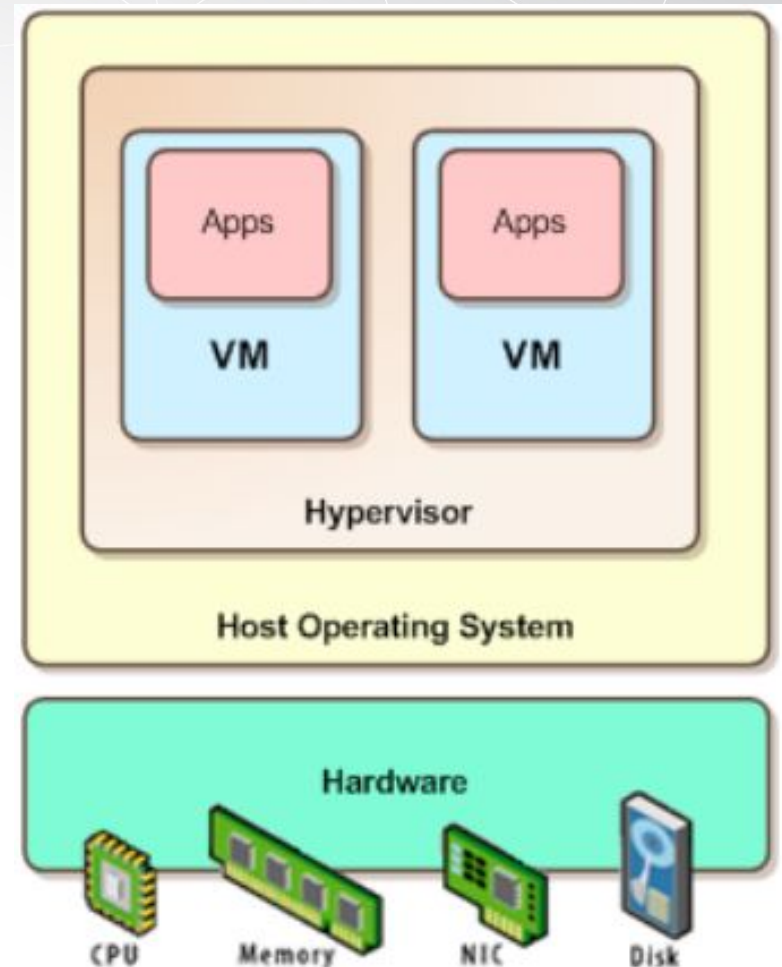 Apps Apps
VM VM
Hypervisor
Host Operating System
Hardware
CPU Memory NIC Disk